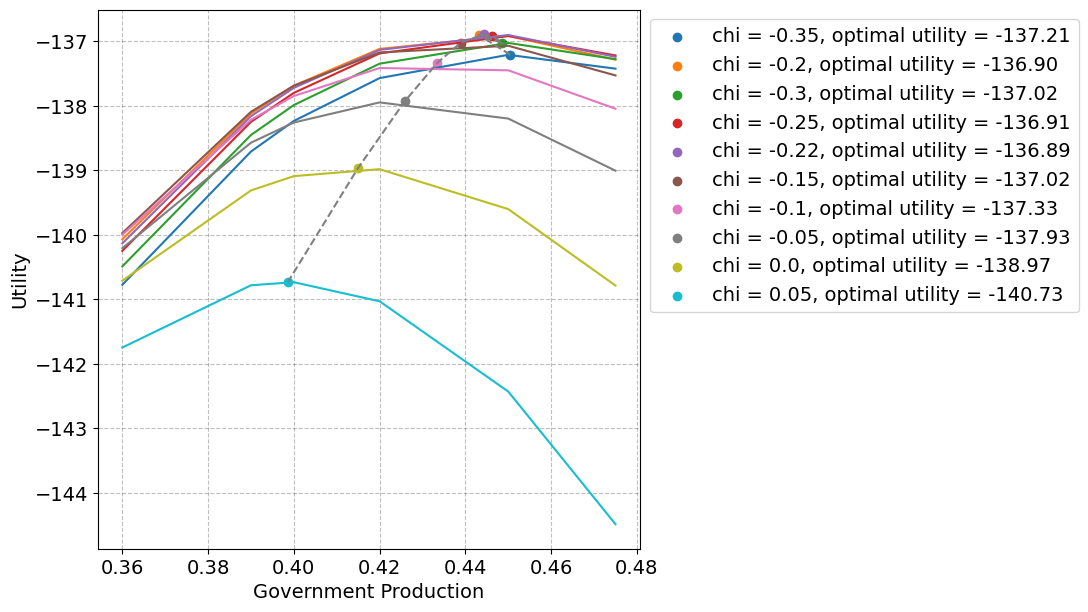 −137
−138
−139
−140
−141
−142
−143
−144
Utility
0.36 0.38 0.40 0.42 0.44 0.46 0.48
Government Production
chi = -0.35, optimal utility = -137.21
chi = -0.2, optimal utility = -136.90
chi = -0.3, optimal utility = -137.02
chi = -0.25, optimal utility = -136.91
chi = -0.22, optimal utility = -136.89
chi = -0.15, optimal utility = -137.02
chi = -0.1, optimal utility = -137.33
chi = -0.05, optimal utility = -137.93
chi = 0.0, optimal utility = -138.97
chi = 0.05, optimal utility = -140.73